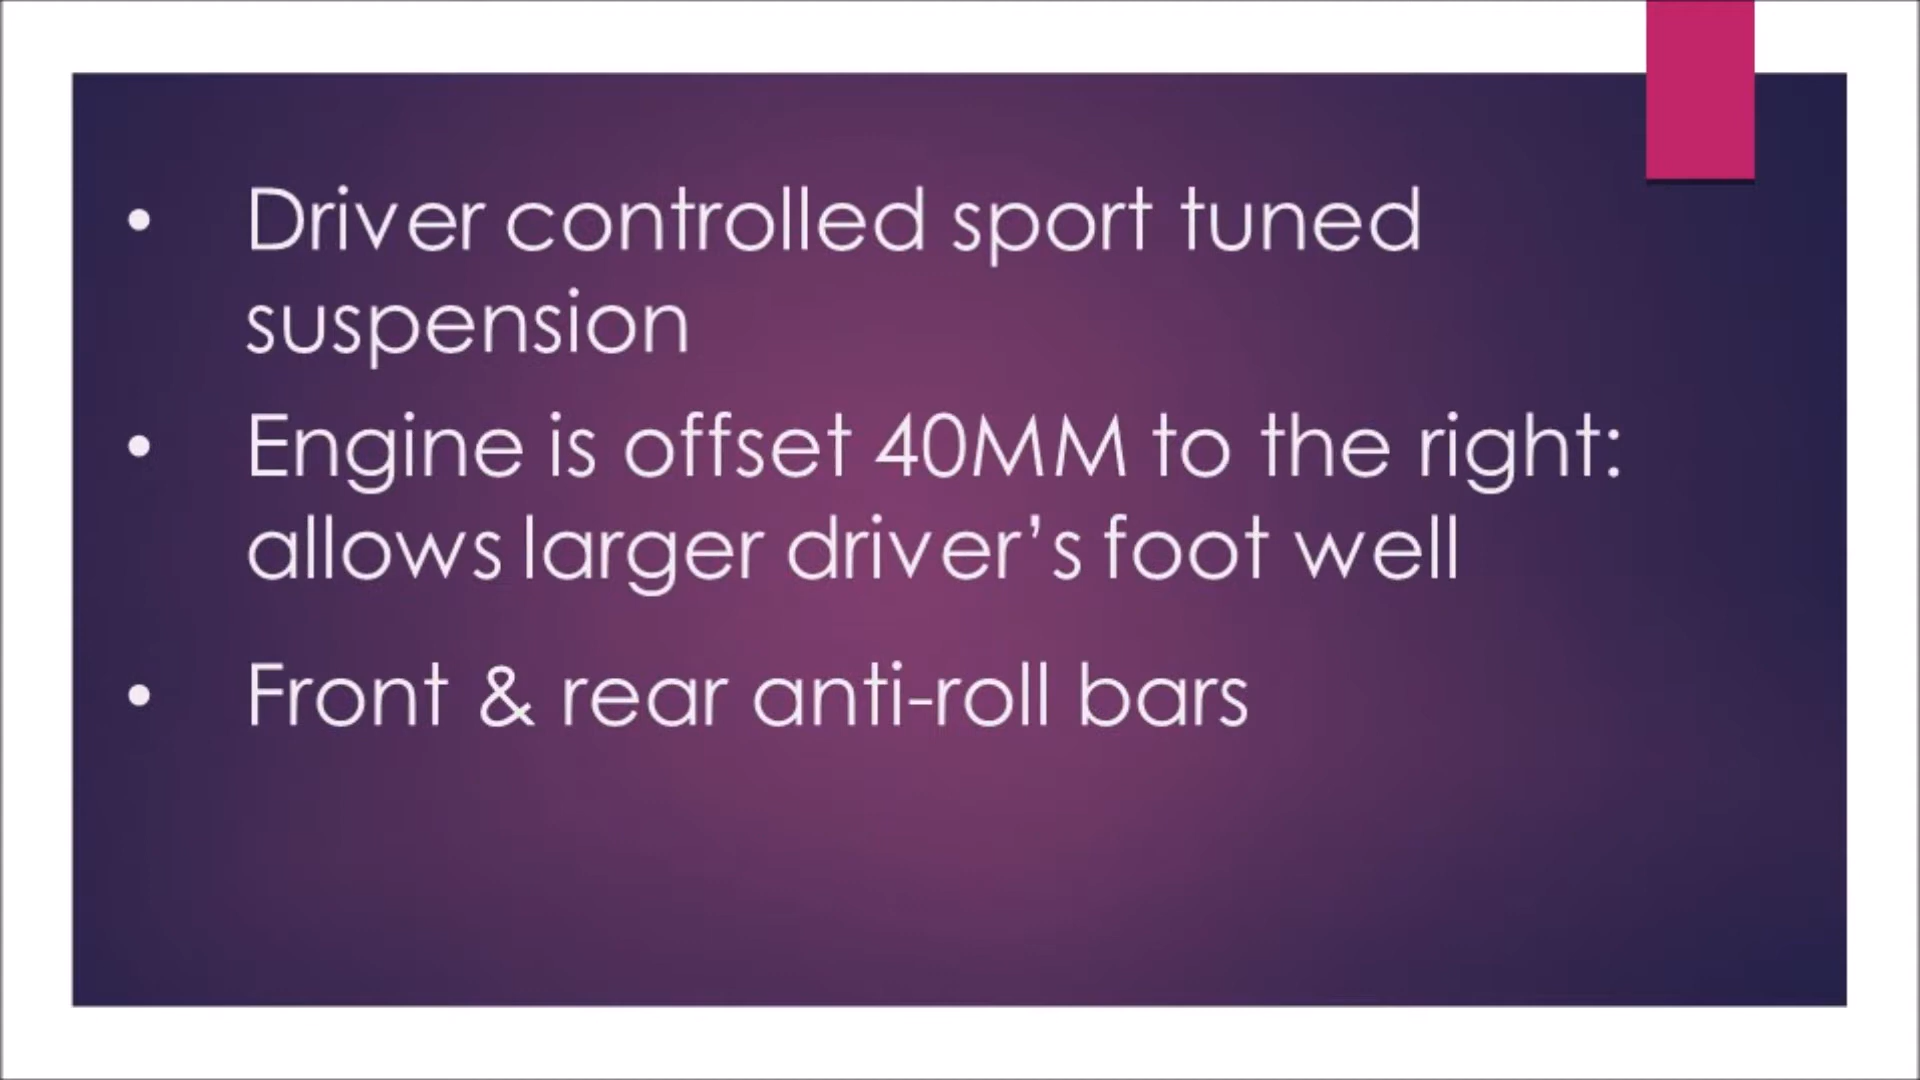 • Driver controlled sport tuned
suspension
• Engine is offset 40MM to the right:
allows larger driver’s foot well
• Front & rear anti-roll bars